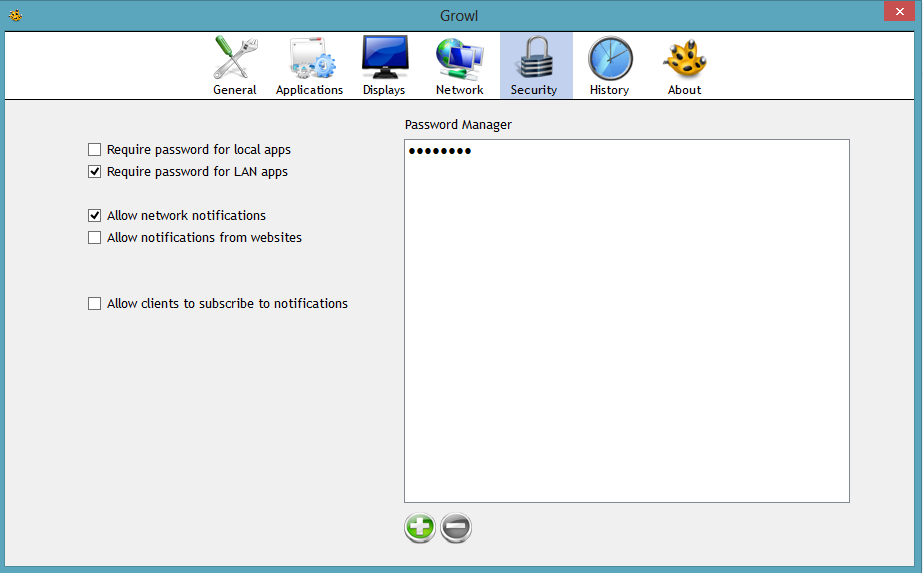 Growl
General Applications Displays Network Security History About
Password Manager
Require password for local apps
Require password for LAN apps
Allow network notifications
Allow notifications from websites
Allow clients to subscribe to notifications
●●●●●●●●